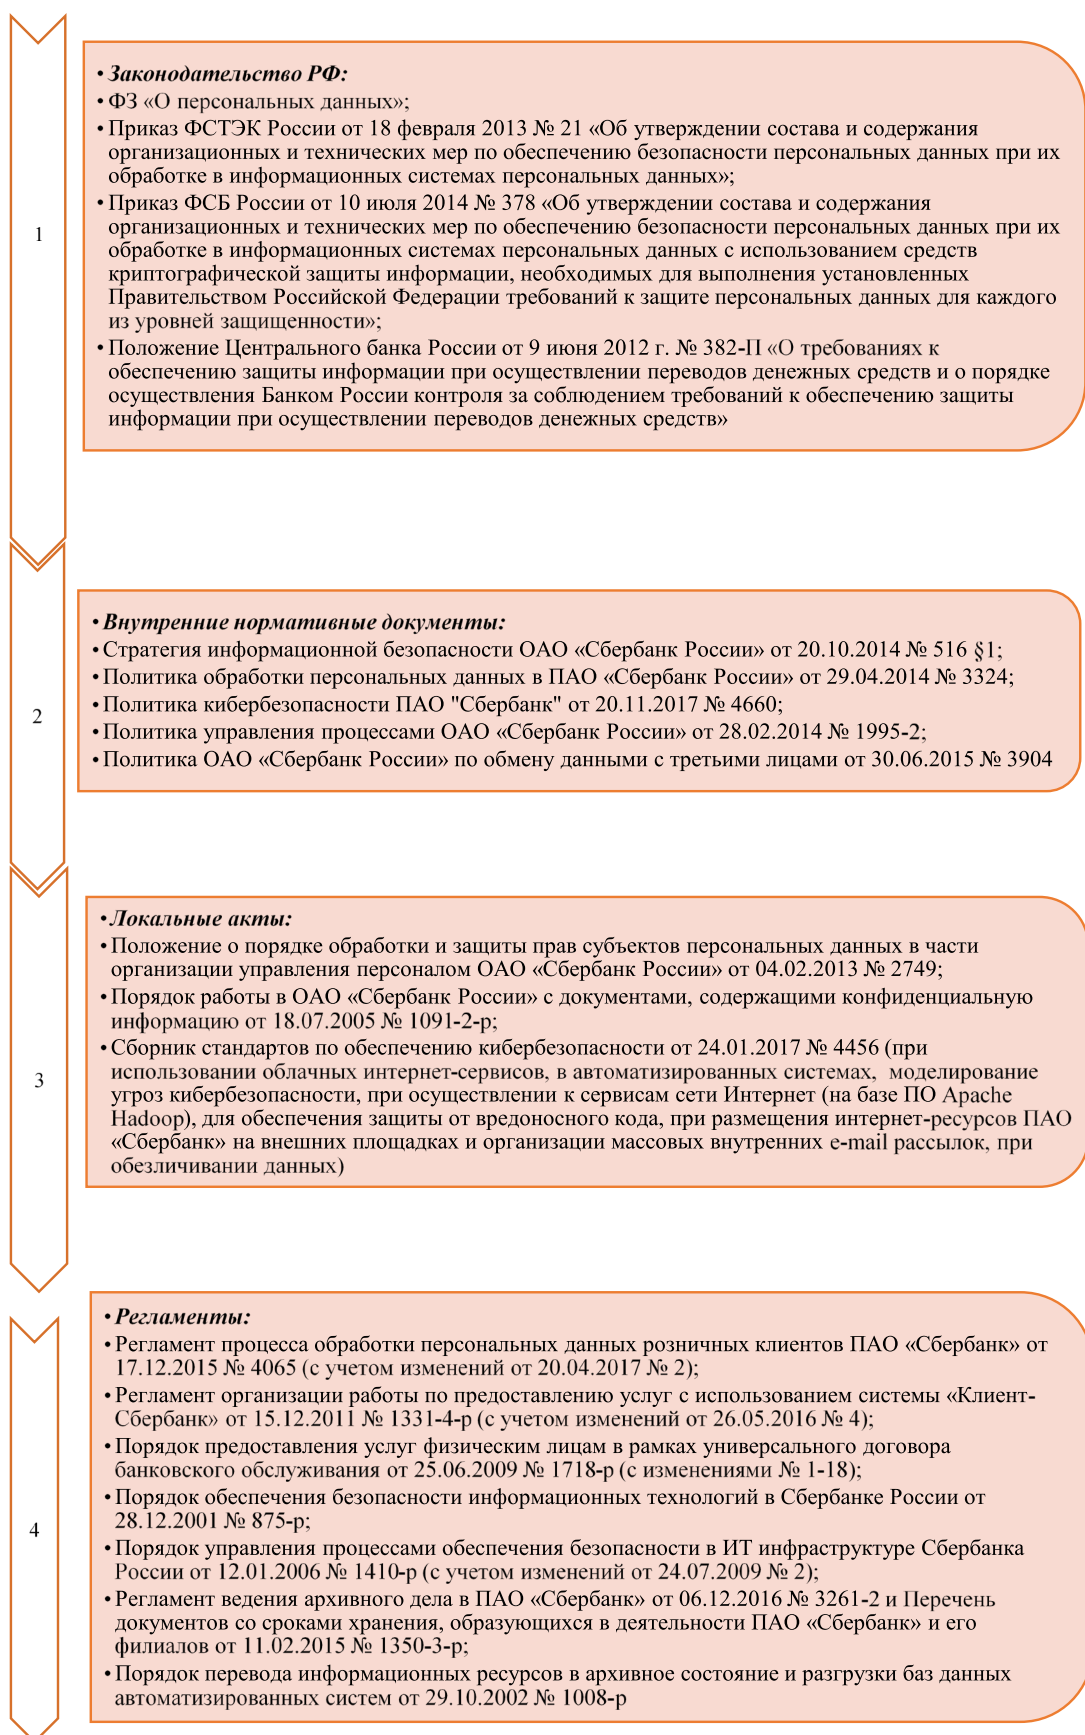 1
• Законодательство РФ:
• ФЗ «О персональных данных»;
• Приказ ФСТЭК России от 18 февраля 2013 № 21 «Об утверждении состава и содержания
организационных и технических мер по обеспечению безопасности персональных данных при их
обработке в информационных системах персональных данных»;
• Приказ ФСБ России от 10 июля 2014 № 378 «Об утверждении состава и содержания
организационных и технических мер по обеспечению безопасности персональных данных при их
обработке в информационных системах персональных данных с использованием средств
криптографической защиты информации, необходимых для выполнения установленных
Правительством Российской Федерации требований к защите персональных данных для каждого
из уровней защищенности»;
• Положение Центрального банка России от 9 июня 2012 г. № 382-П «О требованиях к
обеспечению защиты информации при осуществлении переводов денежных средств и о порядке
осуществления Банком России контроля за соблюдением требований к обеспечению защиты
информации при осуществлении переводов денежных средств»
2
• Внутренние нормативные документы:
• Стратегия информационной безопасности ОАО «Сбербанк России» от 20.10.2014 № 516 §1;
• Политика обработки персональных данных в ПАО «Сбербанк России» от 29.04.2014 № 3324;
• Политика кибербезопасности ПАО "Сбербанк" от 20.11.2017 № 4660;
• Политика управления процессами ОАО «Сбербанк России» от 28.02.2014 № 1995-2;
• Политика ОАО «Сбербанк России» по обмену данными с третьими лицами от 30.06.2015 № 3904
3
• Локальные акты:
• Положение о порядке обработки и защиты прав субъектов персональных данных в части
организации управления персоналом ОАО «Сбербанк России» от 04.02.2013 № 2749;
• Порядок работы в ОАО «Сбербанк России» с документами, содержащими конфиденциальную
информацию от 18.07.2005 № 1091-2-р;
• Сборник стандартов по обеспечению кибербезопасности от 24.01.2017 № 4456 (при
использовании облачных интернет-сервисов, в автоматизированных системах, моделирование
угроз кибербезопасности, при осуществлении к сервисам сети Интернет (на базе ПО Apache
Hadoop), для обеспечения защиты от вредоносного кода, при размещения интернет-ресурсов ПАО
«Сбербанк» на внешних площадках и организации массовых внутренних e-mail рассылок, при
обезличивании данных)
4
• Регламенты:
• Регламент процесса обработки персональных данных розничных клиентов ПАО «Сбербанк» от
17.12.2015 № 4065 (с учетом изменений от 20.04.2017 № 2);
• Регламент организации работы по предоставлению услуг с использованием системы «Клиент-
Сбербанк» от 15.12.2011 № 1331-4-р (с учетом изменений от 26.05.2016 № 4);
• Порядок предоставления услуг физическим лицам в рамках универсального договора
банковского обслуживания от 25.06.2009 № 1718-р (с изменениями № 1-18);
• Порядок обеспечения безопасности информационных технологий в Сбербанке России от
28.12.2001 № 875-р;
• Порядок управления процессами обеспечения безопасности в ИТ инфраструктуре Сбербанка
России от 12.01.2006 № 1410-р (с учетом изменений от 24.07.2009 № 2);
• Регламент ведения архивного дела в ПАО «Сбербанк» от 06.12.2016 № 3261-2 и Перечень
документов со сроками хранения, образующихся в деятельности ПАО «Сбербанк» и его
филиалов от 11.02.2015 № 1350-3-р;
• Порядок перевода информационных ресурсов в архивное состояние и разгрузки баз данных
автоматизированных систем от 29.10.2002 № 1008-р